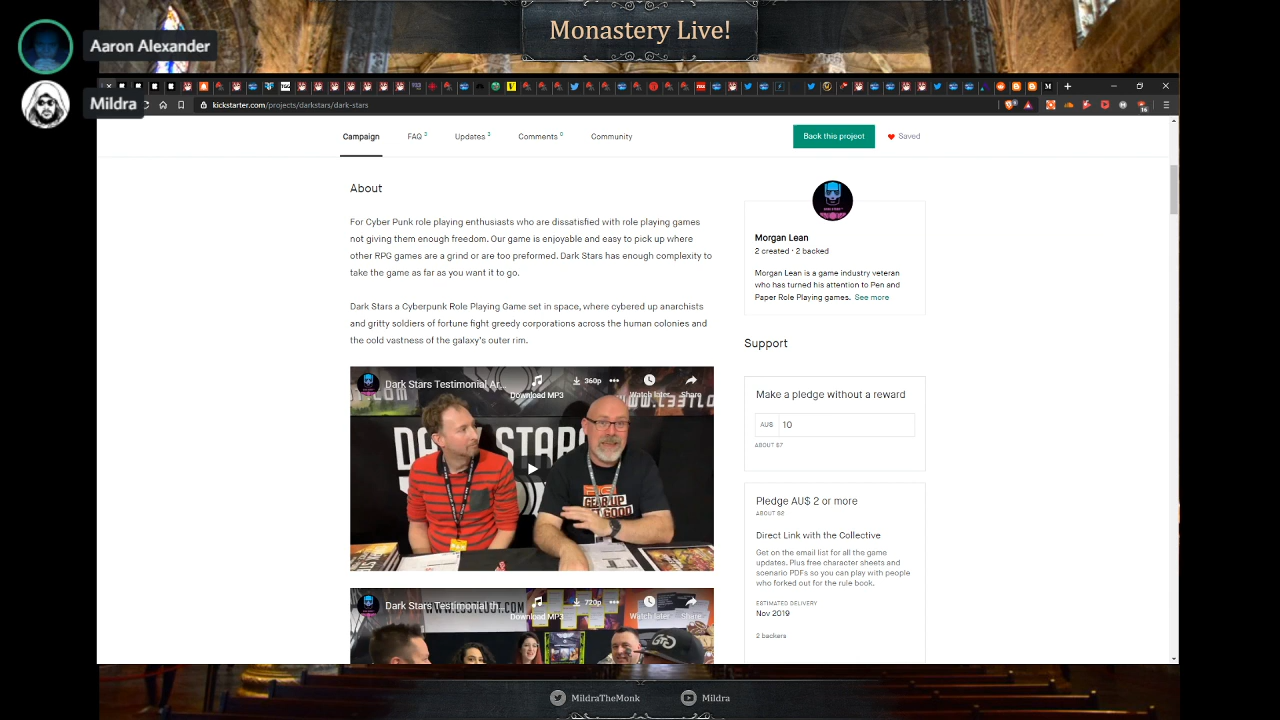 Monastery Live!
Aaron Alexander
Mildra
kickstarter.com/projects/darkstars/dark-stars
Campaign
FAQ 3
Updates 3
Comments 0
Community
Back this project
Saved
About
For Cyber Punk role playing enthusiasts who are dissatisfied with role playing games
not giving them enough freedom. Our game is enjoyable and easy to pick up where
other RPG games are a grind or are too preformed. Dark Stars has enough complexity to
take the game as far as you want it to go.
Dark Stars a Cyberpunk Role Playing Game set in space, where cybered up anarchists
and gritty soldiers of fortune fight greedy corporations across the human colonies and
the cold vastness of the galaxy's outer rim.
Dark Stars Testimonial Ar...
Download MP3
360p
Watch later
Share
DARK STARS
GEAR UP
GET GOOD
Dark Stars Testimonial th...
Download MP3
720p
Watch later
Share
Morgan Lean
2 created · 2 backed
Morgan Lean is a game industry veteran
who has turned his attention to Pen and
Paper Role Playing games. See more
Support
Make a pledge without a reward
AU$ 10
ABOUT $7
Pledge AU$ 2 or more
ABOUT $2
Direct Link with the Collective
Get on the email list for all the game
updates. Plus free character sheets and
scenario PDFs so you can play with people
who forked out for the rule book.
ESTIMATED DELIVERY
Nov 2019
2 backers
MildraTheMonk
Mildra